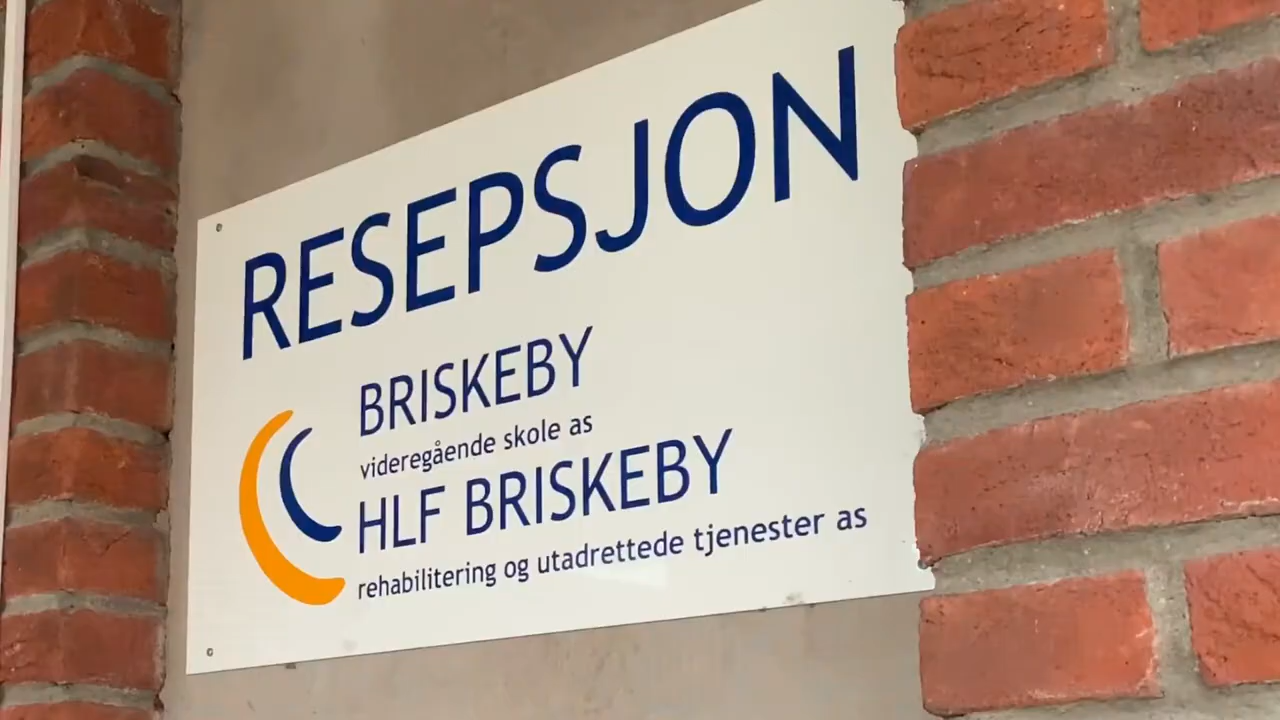 RESEPSJON
BRISKEBY
videregående skole as
HLF BRISKEBY
rehabilitering og utadrettede tjenester as